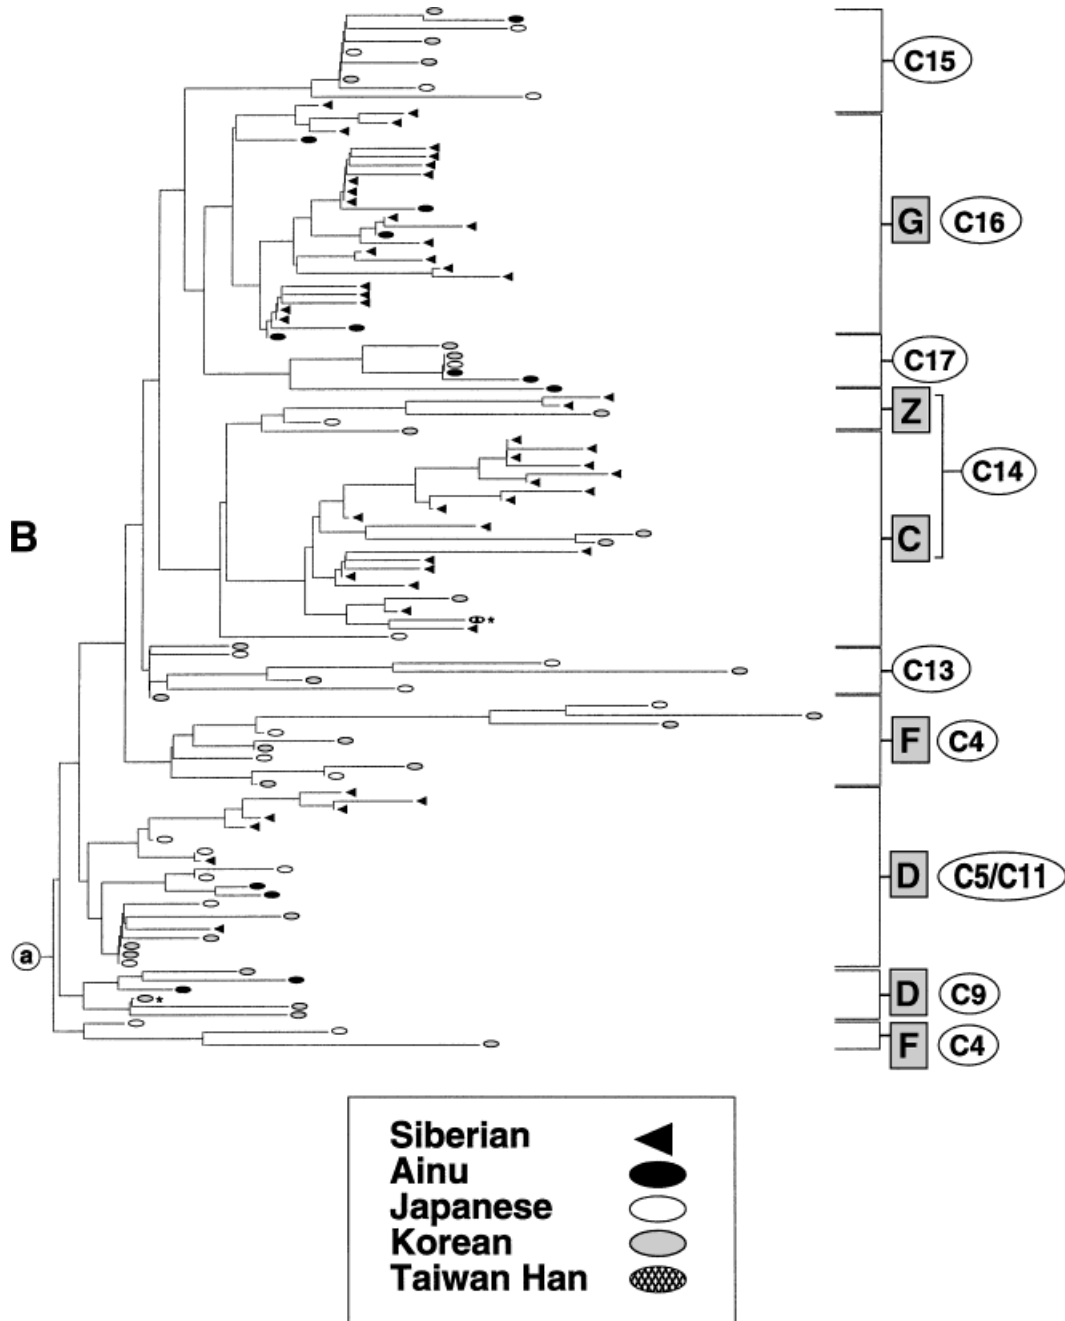 C15
G C16
C17
Z
C14
B
C
C13
F C4
D C5/C11
a
*
*
D C9
F C4
Siberian
Ainu
Japanese
Korean
Taiwan Han